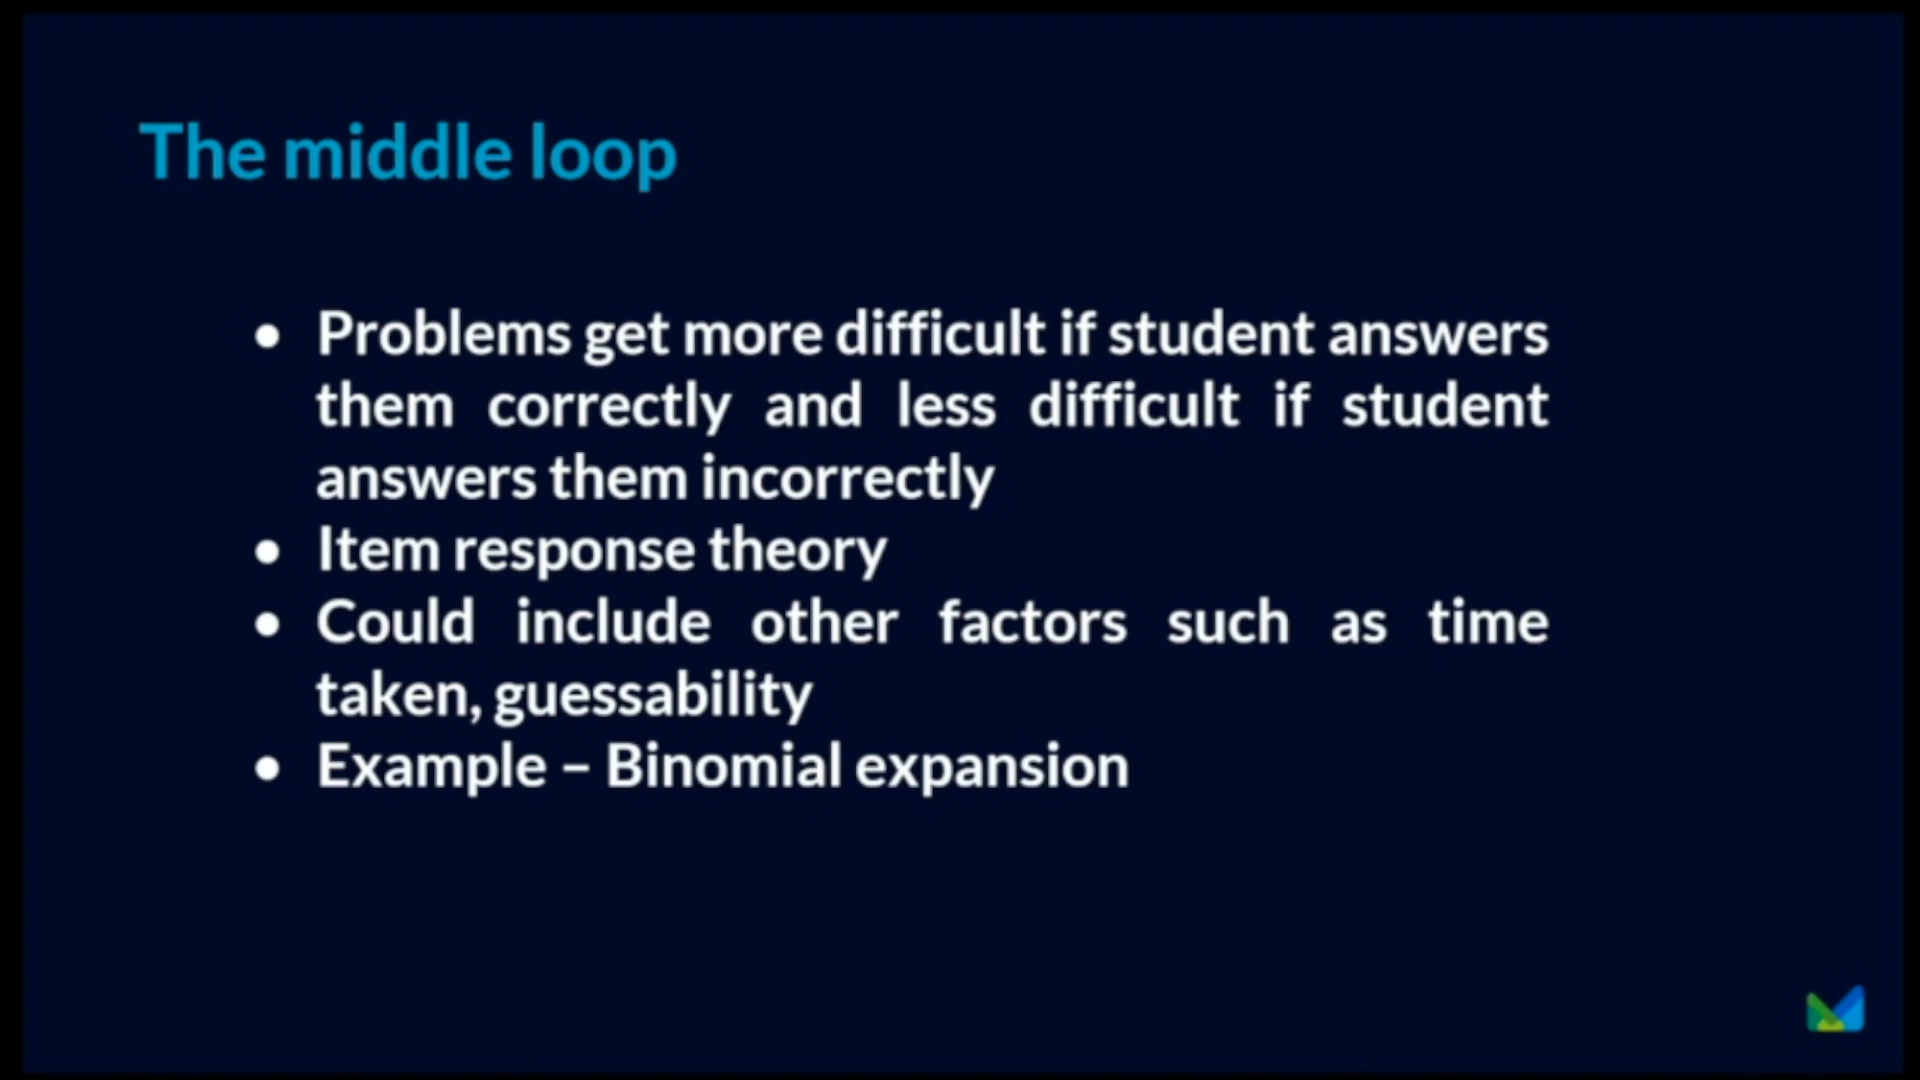 The middle loop
● Problems get more difficult if student answers
them correctly and less difficult if student
answers them incorrectly
● Item response theory
● Could include other factors such as time
taken, guessability
● Example – Binomial expansion